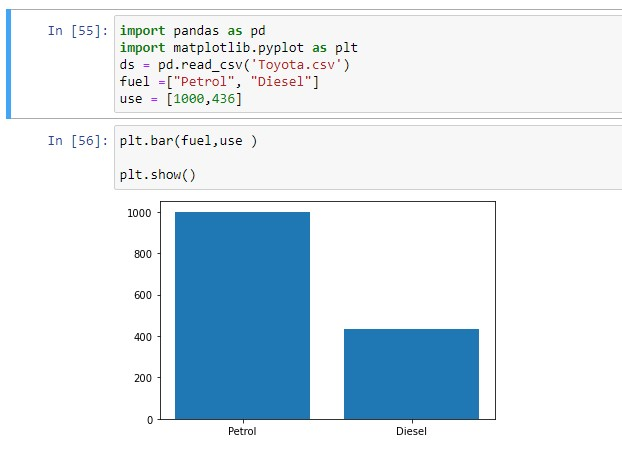 In [55]: import pandas as pd
import matplotlib.pyplot as plt
ds = pd.read_csv('Toyota.csv')
fuel =["Petrol", "Diesel"]
use = [1000,436]
In [56]: plt.bar(fuel,use )
plt.show()
1000
800
600
400
200
0
Petrol Diesel